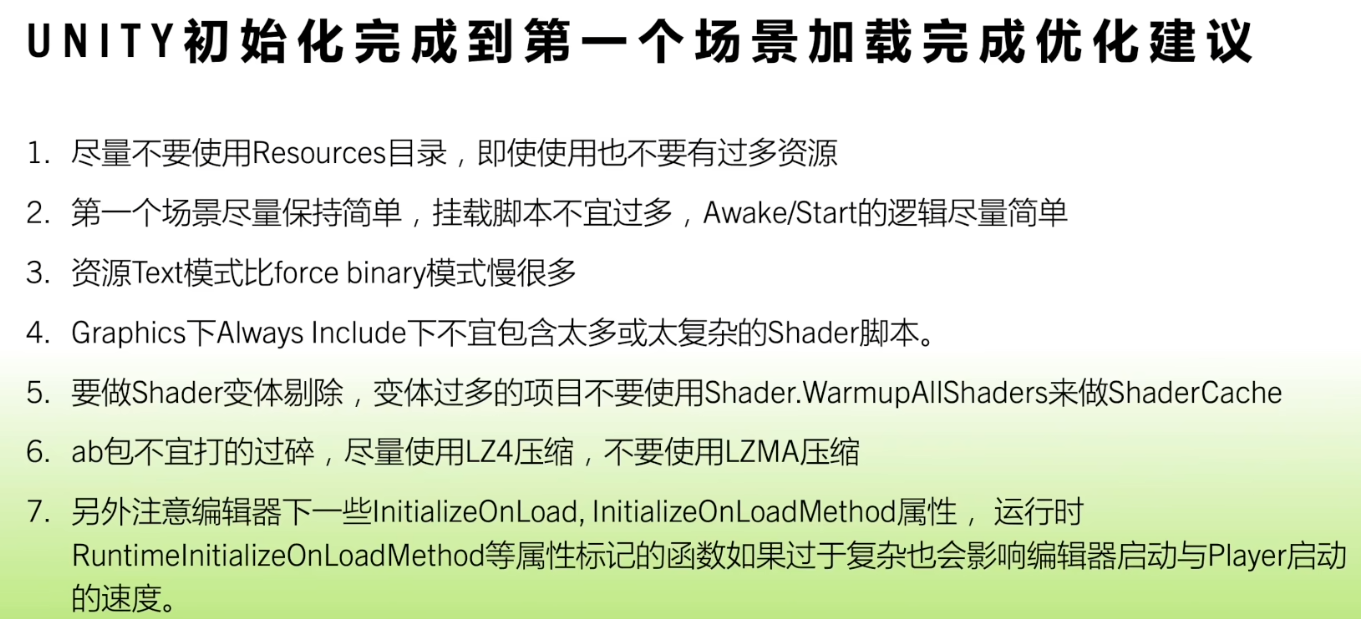 UNITY初始化完成到第一个场景加载完成优化建议
1. 尽量不要使用Resources目录，即使使用也不要有过多资源
2. 第一个场景尽量保持简单，挂载脚本不宜过多，Awake/Start的逻辑尽量简单
3. 资源Text模式比force binary模式慢很多
4. Graphics下Always Include下不宜包含太多或太复杂的Shader脚本。
5. 要做Shader变体剔除，变体过多的项目不要使用Shader.WarmupAllShaders来做ShaderCache
6. ab包不宜打的过碎，尽量使用LZ4压缩，不要使用LZMA压缩
7. 另外注意编辑器下一些InitializeOnLoad, InitializeOnLoadMethod属性， 运行时
RuntimeInitializeOnLoadMethod等属性标记的函数如果过于复杂也会影响编辑器启动与Player启动
的速度。